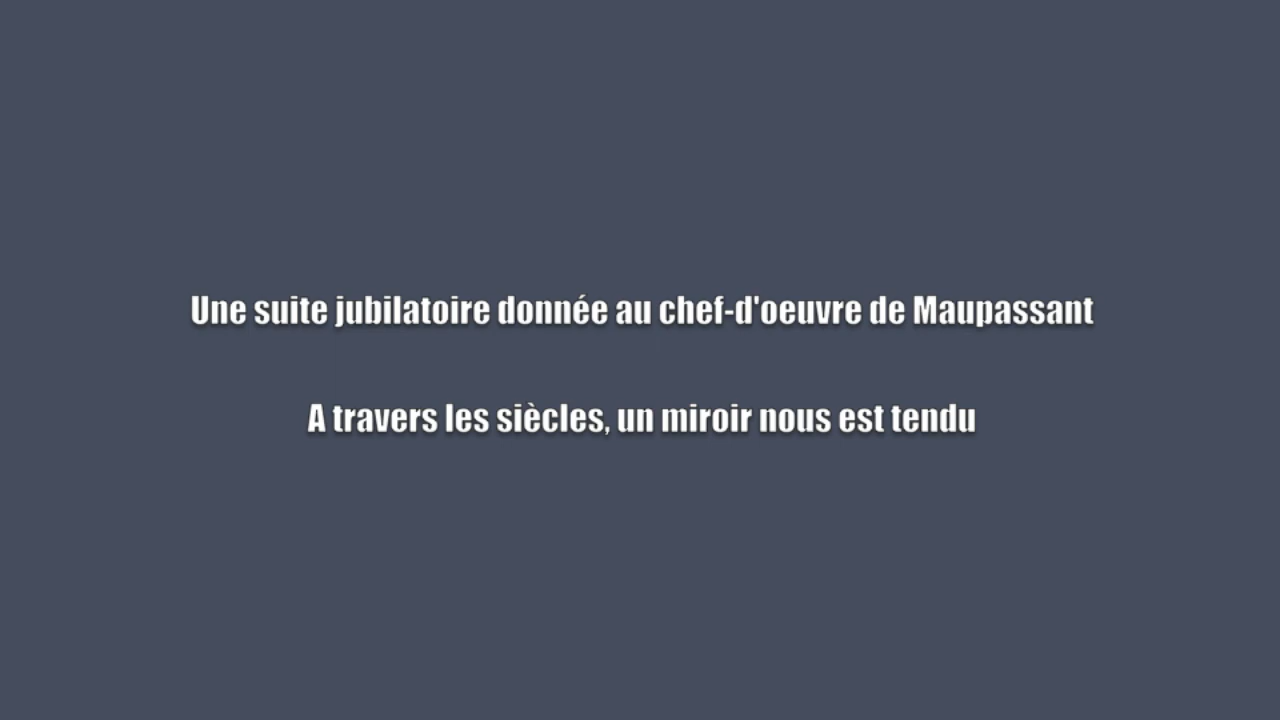 Une suite jubilatoire donnée au chef-d'oeuvre de Maupassant
A travers les siècles, un miroir nous est tendu